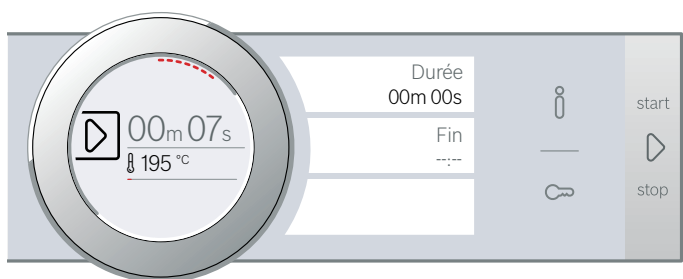 00m 07s
195 °C
Durée
00m 00s
Fin
--:--
start
stop